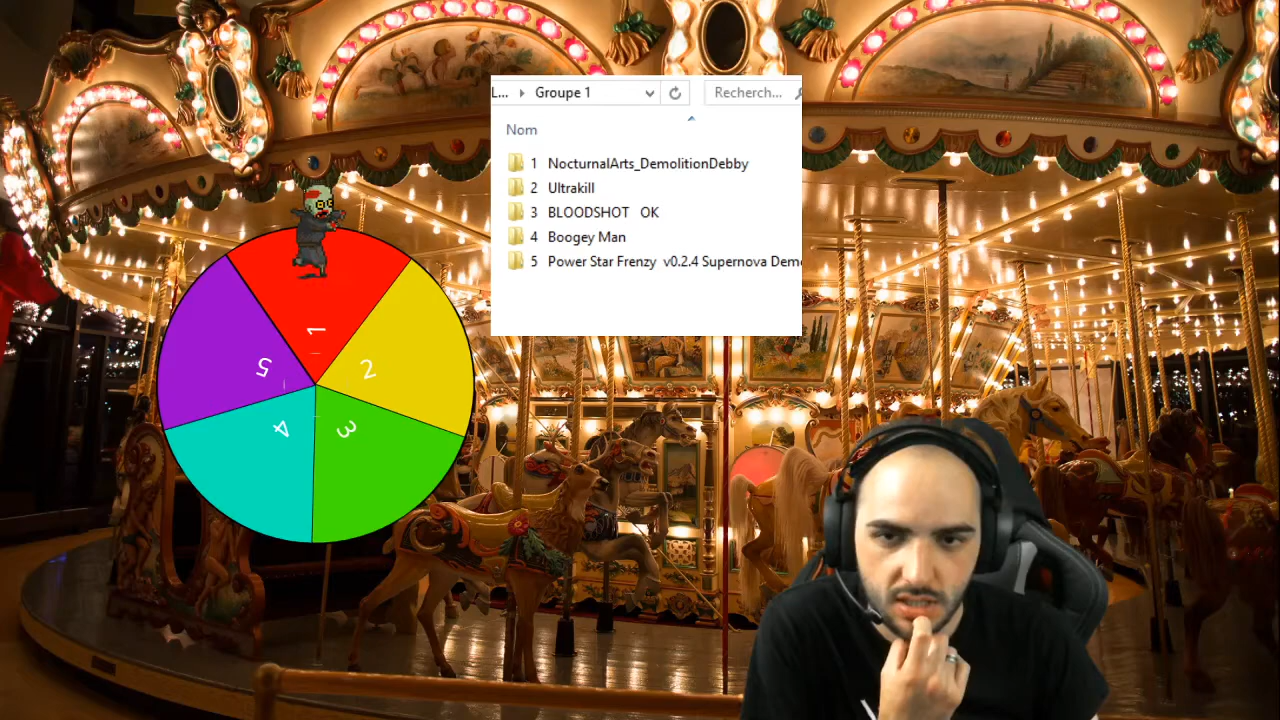 L... Groupe 1 Recherch...
Nom
1 NocturnalArts_DemolitionDebby
2 Ultrakill
3 BLOODSHOT OK
4 Boogey Man
5 Power Star Frenzy v0.2.4 Supernova Dem
1
2
3
4
5